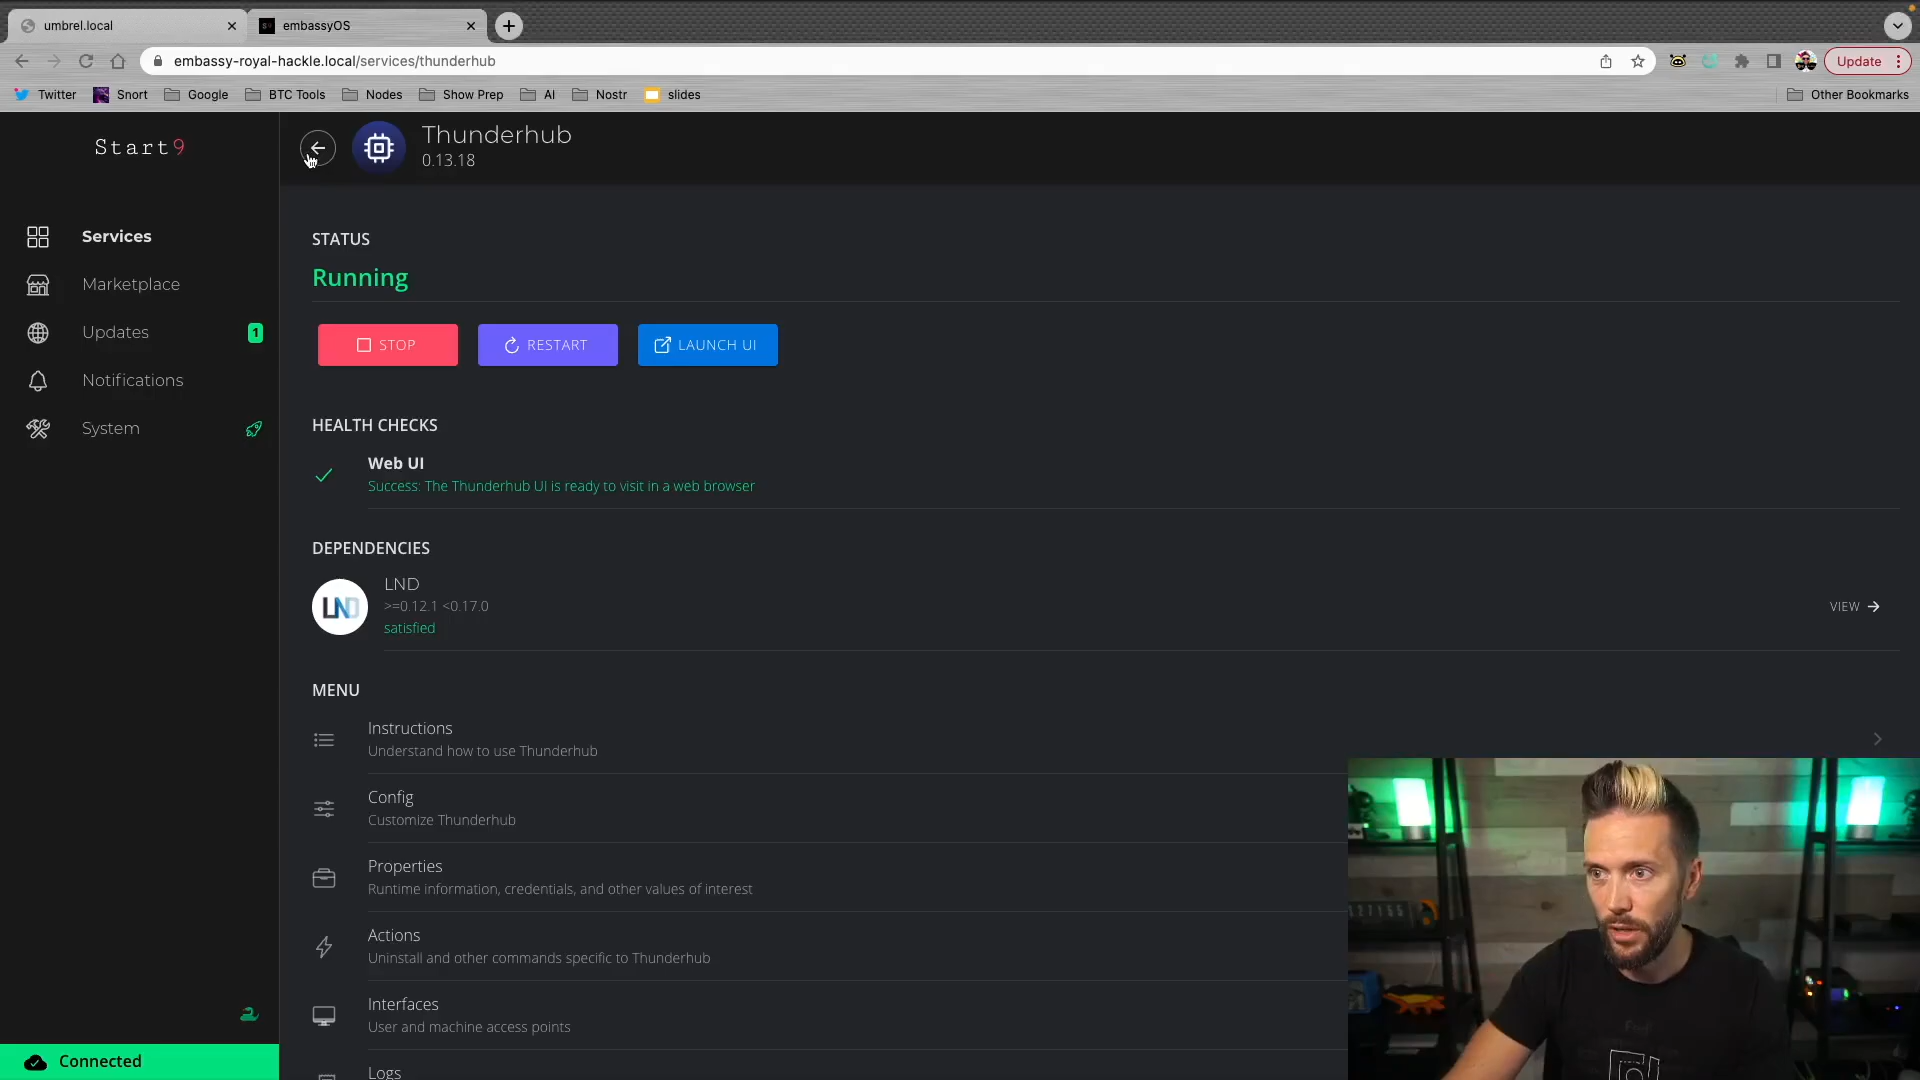 umbrel.local
embassyOS
embassy-royal-hackle.local/services/thunderhub
Update
Twitter
Snort
Google
BTC Tools
Nodes
Show Prep
AI
Nostr
slides
Other Bookmarks
Start9
Thunderhub
0.13.18
Services
Marketplace
Updates
1
Notifications
System
STATUS
Running
STOP
RESTART
LAUNCH UI
HEALTH CHECKS
Web UI
Success: The Thunderhub UI is ready to visit in a web browser
DEPENDENCIES
LND
LND
>=0.12.1 <0.17.0
satisfied
VIEW
MENU
Instructions
Understand how to use Thunderhub
Config
Customize Thunderhub
Properties
Runtime information, credentials, and other values of interest
Actions
Uninstall and other commands specific to Thunderhub
Interfaces
User and machine access points
Logs
Connected